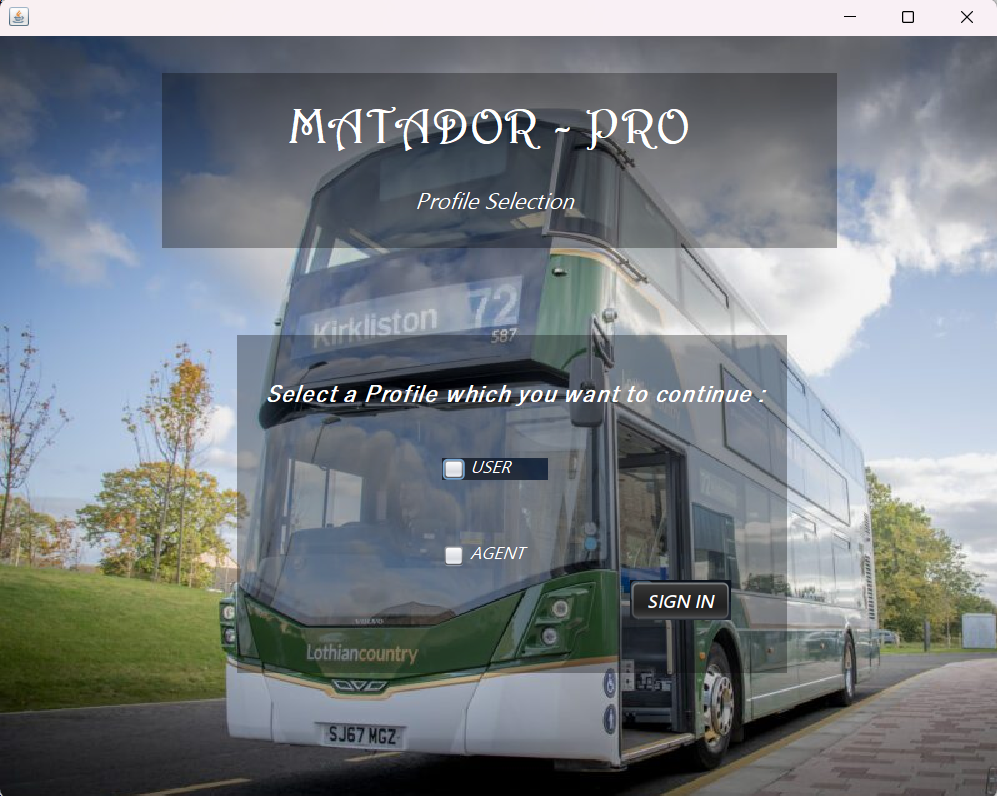 MATADOR - PRO
Profile Selection
Kirkliston 72
587
Select a Profile which you want to continue :
USER
AGENT
SIGN IN
VOLVO
Lothiancountry
SJ67 MGZ